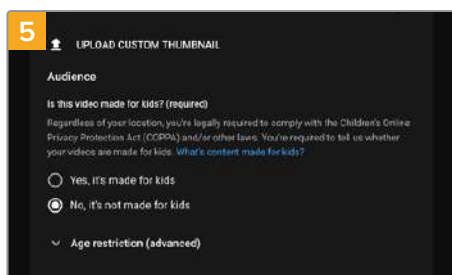 5
UPLOAD CUSTOM THUMBNAIL
Audience
Is this video made for kids? (required)
Regardless of your location, you're legally required to comply with the Children's Online
Privacy Protection Act (COPPA) and/or other laws. You're required to tell us whether
your videos are made for kids. What's content made for kids?
Yes, it's made for kids
No, it's not made for kids
Age restriction (advanced)